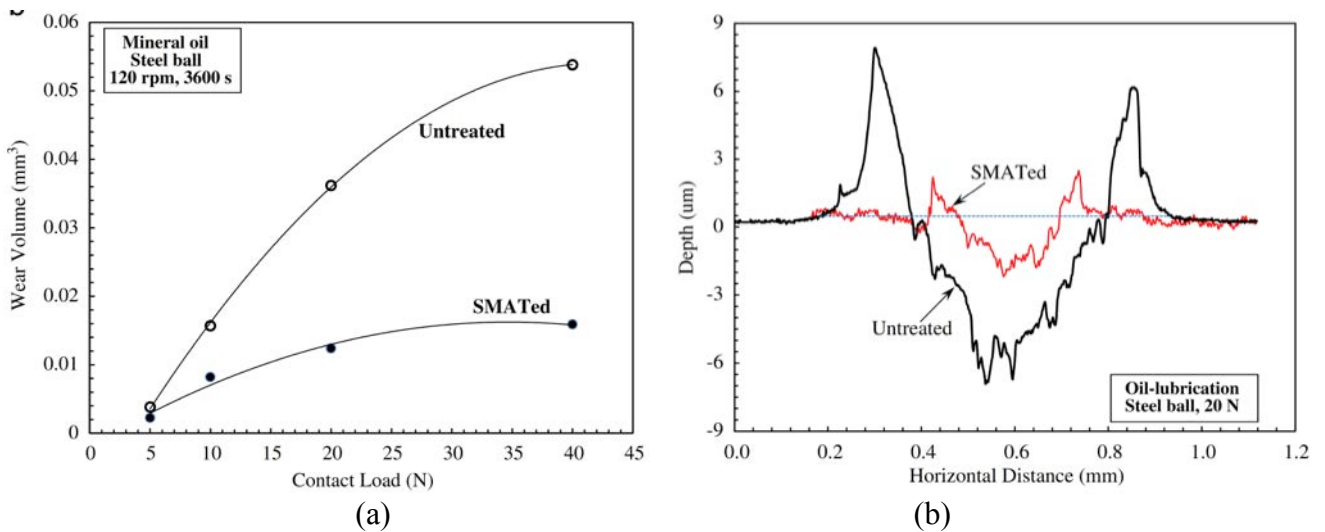 Mineral oil
Steel ball
120 rpm, 3600 s
Untreated
SMATed
Wear Volume (mm³)
0.06
0.05
0.04
0.03
0.02
0.01
0
0 5 10 15 20 25 30 35 40 45
Contact Load (N)
(a)
9
6
3
0
-3
-6
-9
Depth (um)
SMATed
Untreated
Oil-lubrication
Steel ball, 20 N
0.0 0.2 0.4 0.6 0.8 1.0 1.2
Horizontal Distance (mm)
(b)